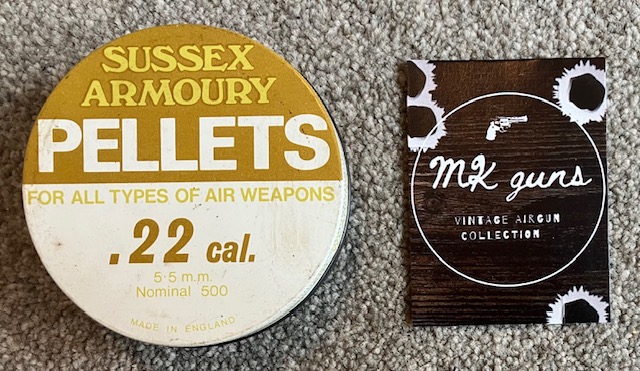 SUSSEX
ARMOURY
PELLETS
FOR ALL TYPES OF AIR WEAPONS
.22 cal.
5·5 m.m.
Nominal 500
MADE IN ENGLAND
MK guns
VINTAGE AIRGUN
COLLECTION